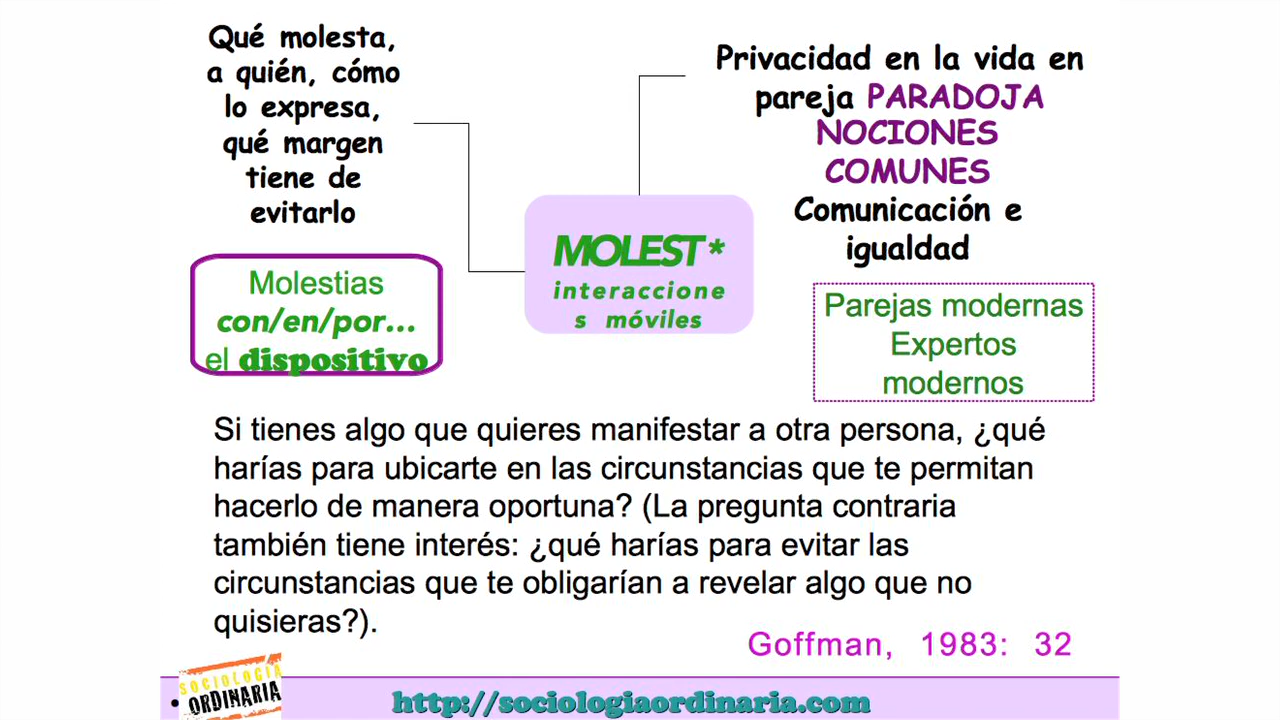 Qué molesta,
a quién, cómo
lo expresa,
qué margen
tiene de
evitarlo
Privacidad en la vida en
pareja PARADOJA
NOCIONES
COMUNES
Comunicación e
igualdad
MOLEST*
interaccione
s móviles
Molestias
con/en/por...
el dispositivo
Parejas modernas
Expertos
modernos
Si tienes algo que quieres manifestar a otra persona, ¿qué
harías para ubicarte en las circunstancias que te permitan
hacerlo de manera oportuna? (La pregunta contraria
también tiene interés: ¿qué harías para evitar las
circunstancias que te obligarían a revelar algo que no
quisieras?).
Goffman, 1983: 32
SOCIOLOGÍA
ORDINARIA
http://sociologiaordinaria.com